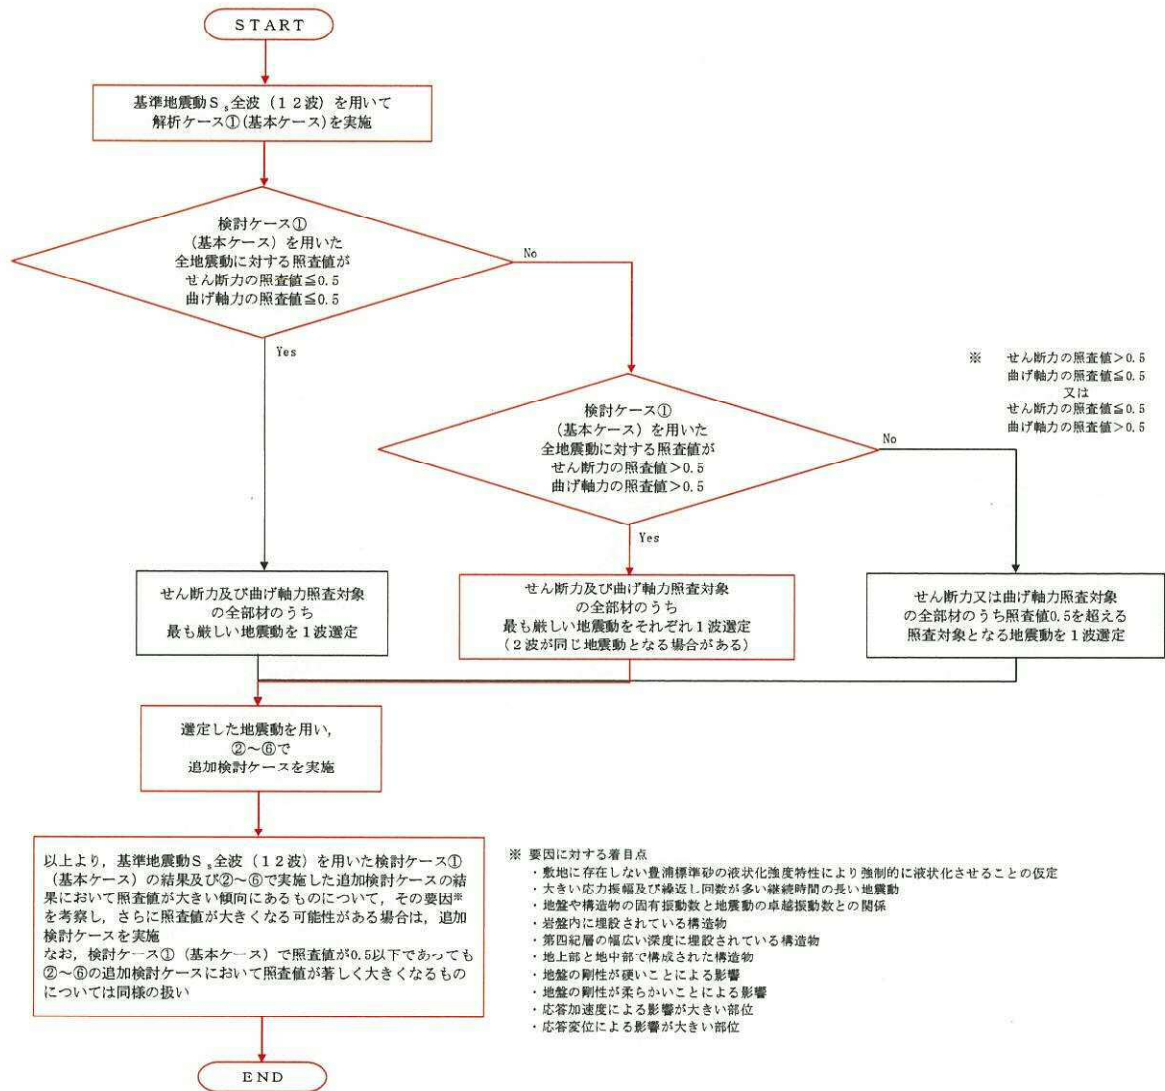 START
基準地震動Ｓs全波（１２波）を用いて
解析ケース①(基本ケース)を実施
検討ケース①
(基本ケース) を用いた
全地震動に対する照査値が
せん断力の照査値≦0.5
曲げ軸力の照査値≦0.5
No
Yes
※ せん断力の照査値＞0.5
曲げ軸力の照査値≦0.5
又は
せん断力の照査値≦0.5
曲げ軸力の照査値＞0.5
検討ケース①
(基本ケース) を用いた
全地震動に対する照査値が
せん断力の照査値＞0.5
曲げ軸力の照査値＞0.5
No
Yes
せん断力及び曲げ軸力照査対象
の全部材のうち
最も厳しい地震動を１波選定
せん断力及び曲げ軸力照査対象
の全部材のうち
最も厳しい地震動をそれぞれ１波選定
（２波が同じ地震動となる場合がある）
せん断力又は曲げ軸力照査対象
の全部材のうち照査値0.5を超える
照査対象となる地震動を１波選定
選定した地震動を用い，
②～⑥で
追加検討ケースを実施
以上より，基準地震動Ｓs全波（１２波）を用いた検討ケース①
（基本ケース）の結果及び②～⑥で実施した追加検討ケースの結
果において照査値が大きい傾向にあるものについて，その要因※
を考察し，さらに照査値が大きくなる可能性がある場合は，追加
検討ケースを実施
なお，検討ケース①（基本ケース）で照査値が0.5以下であっても
②～⑥の追加検討ケースにおいて照査値が著しく大きくなるもの
については同様の扱い
※ 要因に対する着目点
・敷地に存在しない豊浦標準砂の液状化強度特性により強制的に液状化させることの仮定
・大きい応力振幅及び繰返し回数が多い継続時間の長い地震動
・地盤や構造物の固有振動数と地震動の卓越振動数との関係
・岩盤内に埋設されている構造物
・第四紀層の幅広い深度に埋設されている構造物
・地上部と地中部で構成された構造物
・地盤の剛性が硬いことによる影響
・地盤の剛性が柔らかいことによる影響
・応答加速度による影響が大きい部位
・応答変位による影響が大きい部位
END